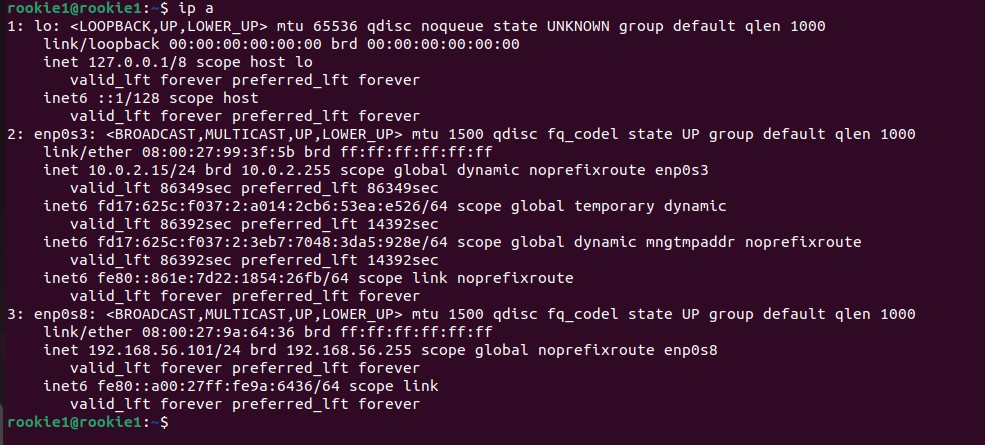 rookie1@rookie1:~$ ip a
1: lo: <LOOPBACK,UP,LOWER_UP> mtu 65536 qdisc noqueue state UNKNOWN group default qlen 1000
    link/loopback 00:00:00:00:00:00 brd 00:00:00:00:00:00
    inet 127.0.0.1/8 scope host lo
       valid_lft forever preferred_lft forever
    inet6 ::1/128 scope host
       valid_lft forever preferred_lft forever
2: enp0s3: <BROADCAST,MULTICAST,UP,LOWER_UP> mtu 1500 qdisc fq_codel state UP group default qlen 1000
    link/ether 08:00:27:99:3f:5b brd ff:ff:ff:ff:ff:ff
    inet 10.0.2.15/24 brd 10.0.2.255 scope global dynamic noprefixroute enp0s3
       valid_lft 86349sec preferred_lft 86349sec
    inet6 fd17:625c:f037:2:a014:2cb6:53ea:e526/64 scope global temporary dynamic
       valid_lft 86392sec preferred_lft 14392sec
    inet6 fd17:625c:f037:2:3eb7:7048:3da5:928e/64 scope global dynamic mngtmpaddr noprefixroute
       valid_lft 86392sec preferred_lft 14392sec
    inet6 fe80::861e:7d22:1854:26fb/64 scope link noprefixroute
       valid_lft forever preferred_lft forever
3: enp0s8: <BROADCAST,MULTICAST,UP,LOWER_UP> mtu 1500 qdisc fq_codel state UP group default qlen 1000
    link/ether 08:00:27:9a:64:36 brd ff:ff:ff:ff:ff:ff
    inet 192.168.56.101/24 brd 192.168.56.255 scope global noprefixroute enp0s8
       valid_lft forever preferred_lft forever
    inet6 fe80::a00:27ff:fe9a:6436/64 scope link
       valid_lft forever preferred_lft forever
rookie1@rookie1:~$